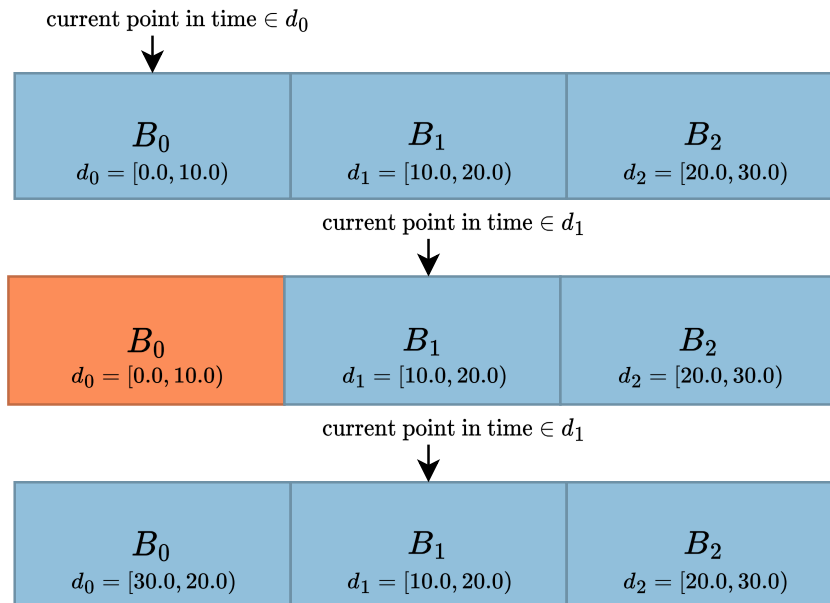 current point in time ∈ d₀
B₀ B₁ B₂
d₀ = [0.0, 10.0) d₁ = [10.0, 20.0) d₂ = [20.0, 30.0)
current point in time ∈ d₁
B₀ B₁ B₂
d₀ = [0.0, 10.0) d₁ = [10.0, 20.0) d₂ = [20.0, 30.0)
current point in time ∈ d₁
B₀ B₁ B₂
d₀ = [30.0, 20.0) d₁ = [10.0, 20.0) d₂ = [20.0, 30.0)